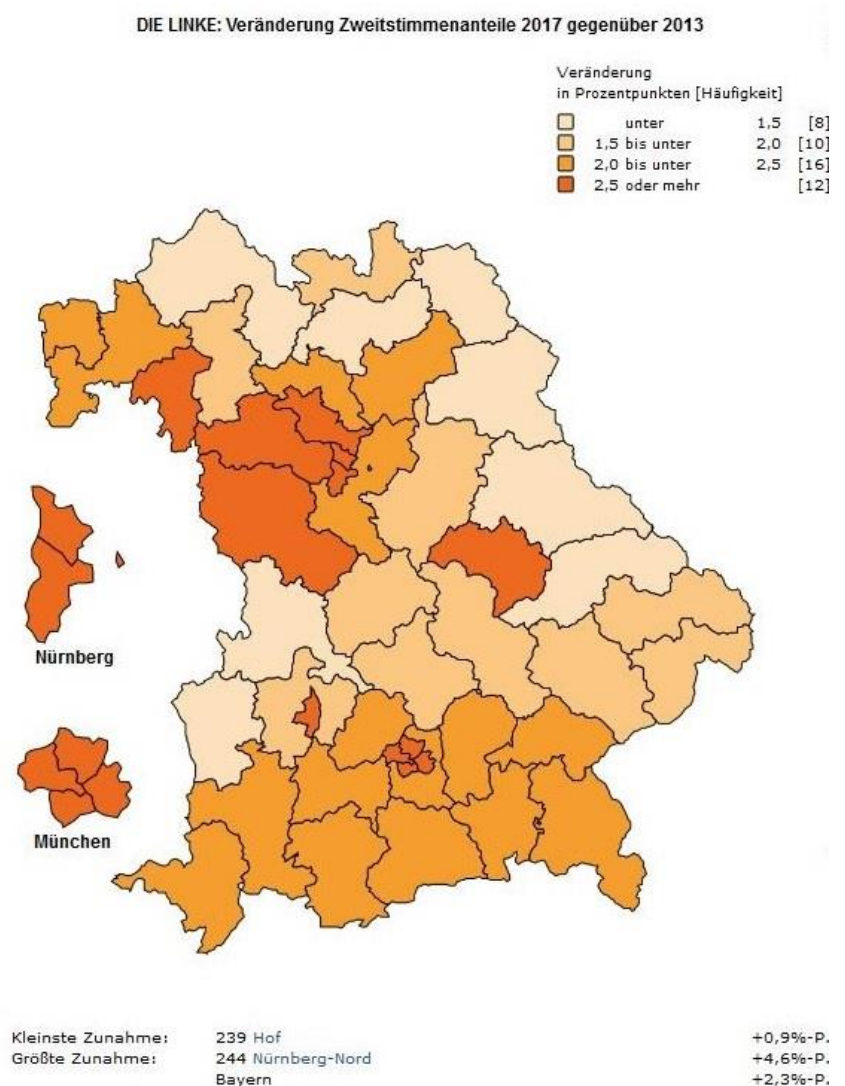 DIE LINKE: Veränderung Zweitstimmenanteile 2017 gegenüber 2013
Veränderung
in Prozentpunkten [Häufigkeit]
unter 1,5 [8]
1,5 bis unter 2,0 [10]
2,0 bis unter 2,5 [16]
2,5 oder mehr [12]
Nürnberg
München
Kleinste Zunahme: 239 Hof +0,9%-P.
Größte Zunahme: 244 Nürnberg-Nord +4,6%-P.
Bayern +2,3%-P.